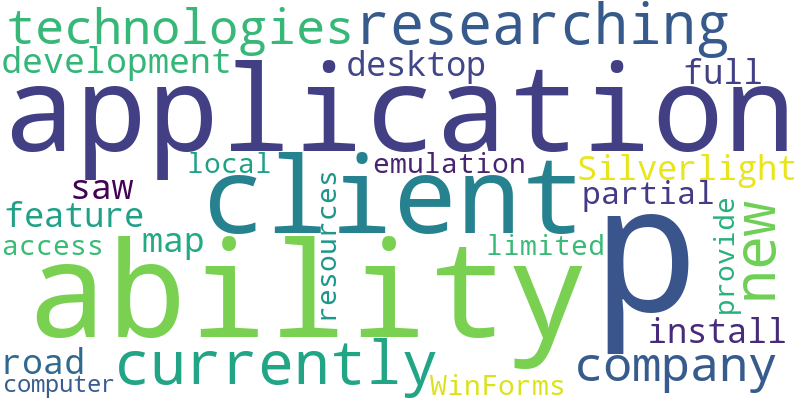 technologies researching
development desktop full
application
local emulation Silverlight
saw client partial
feature resources p provide new
access map limited
ability
install
road currently company
computer WinForms